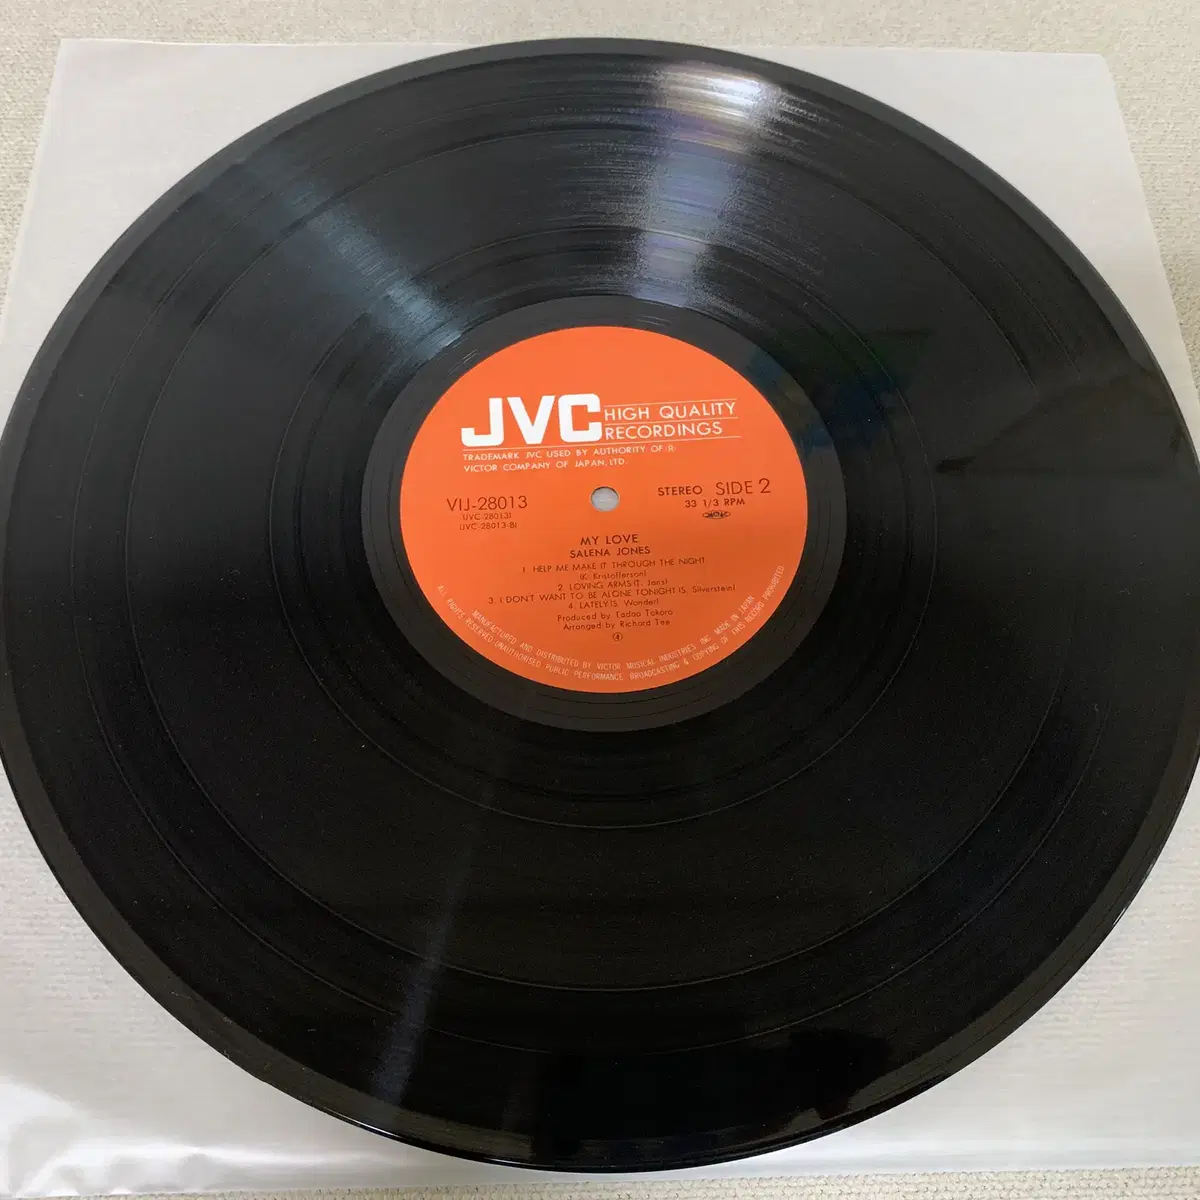 JVC HIGH QUALITY
RECORDINGS
TRADEMARK JVC USED BY AUTHORITY OF (R)
VICTOR COMPANY OF JAPAN, LTD.
VIJ-28013
STEREO SIDE 2
33 1/3 RPM
MY LOVE
SALENA JONES
1. HELP ME MAKE IT THROUGH THE NIGHT
(K. Kristofferson)
2. LOVING ARMS (T. Jans)
3. I DON'T WANT TO BE ALONE TONIGHT (S. Silverstein)
4. LATELY (S. Wonder)
Produced by Tadao Tokoro
Arranged by Richard Tee
④
MANUFACTURED AND DISTRIBUTED BY VICTOR MUSICAL INDUSTRIES, INC. MADE IN JAPAN
ALL RIGHTS RESERVED. UNAUTHORISED PUBLIC PERFORMANCE, BROADCASTING & COPYING OF THIS RECORD PROHIBITED